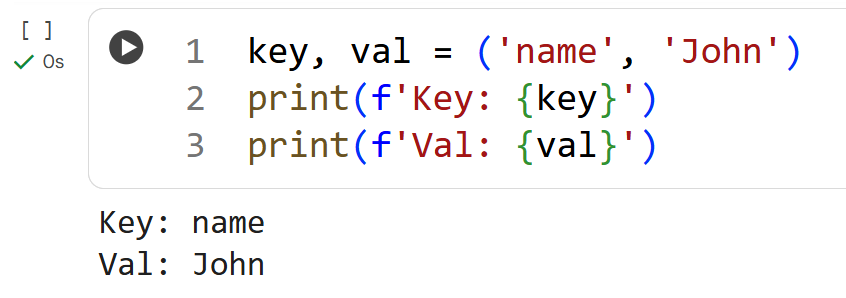 [ ]
0s
1 key, val = ('name', 'John')
2 print(f'Key: {key}')
3 print(f'Val: {val}')
Key: name
Val: John